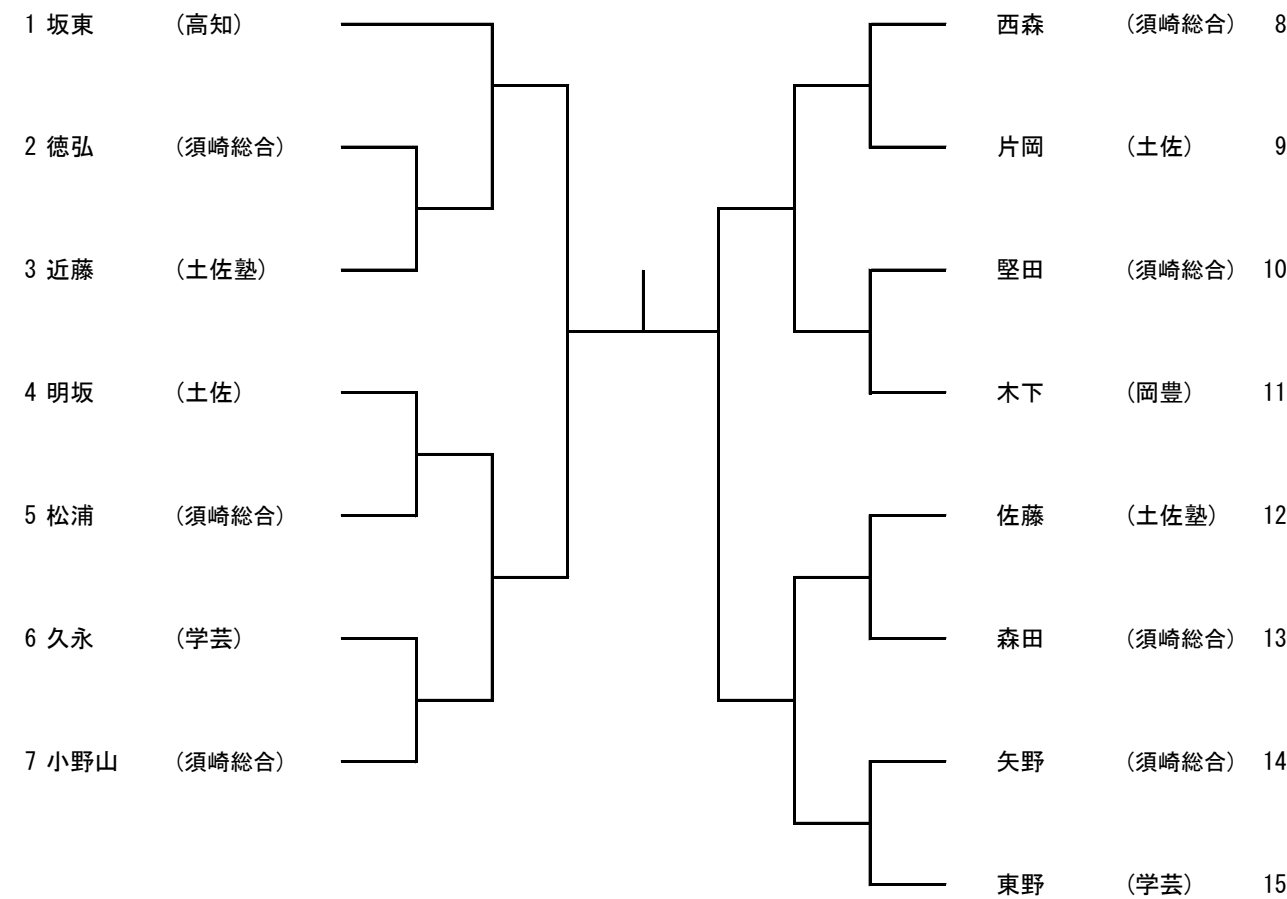 1 坂東 (高知)
2 徳弘 (須崎総合)
3 近藤 (土佐塾)
4 明坂 (土佐)
5 松浦 (須崎総合)
6 久永 (学芸)
7 小野山 (須崎総合)
西森 (須崎総合) 8
片岡 (土佐) 9
堅田 (須崎総合) 10
木下 (岡豊) 11
佐藤 (土佐塾) 12
森田 (須崎総合) 13
矢野 (須崎総合) 14
東野 (学芸) 15